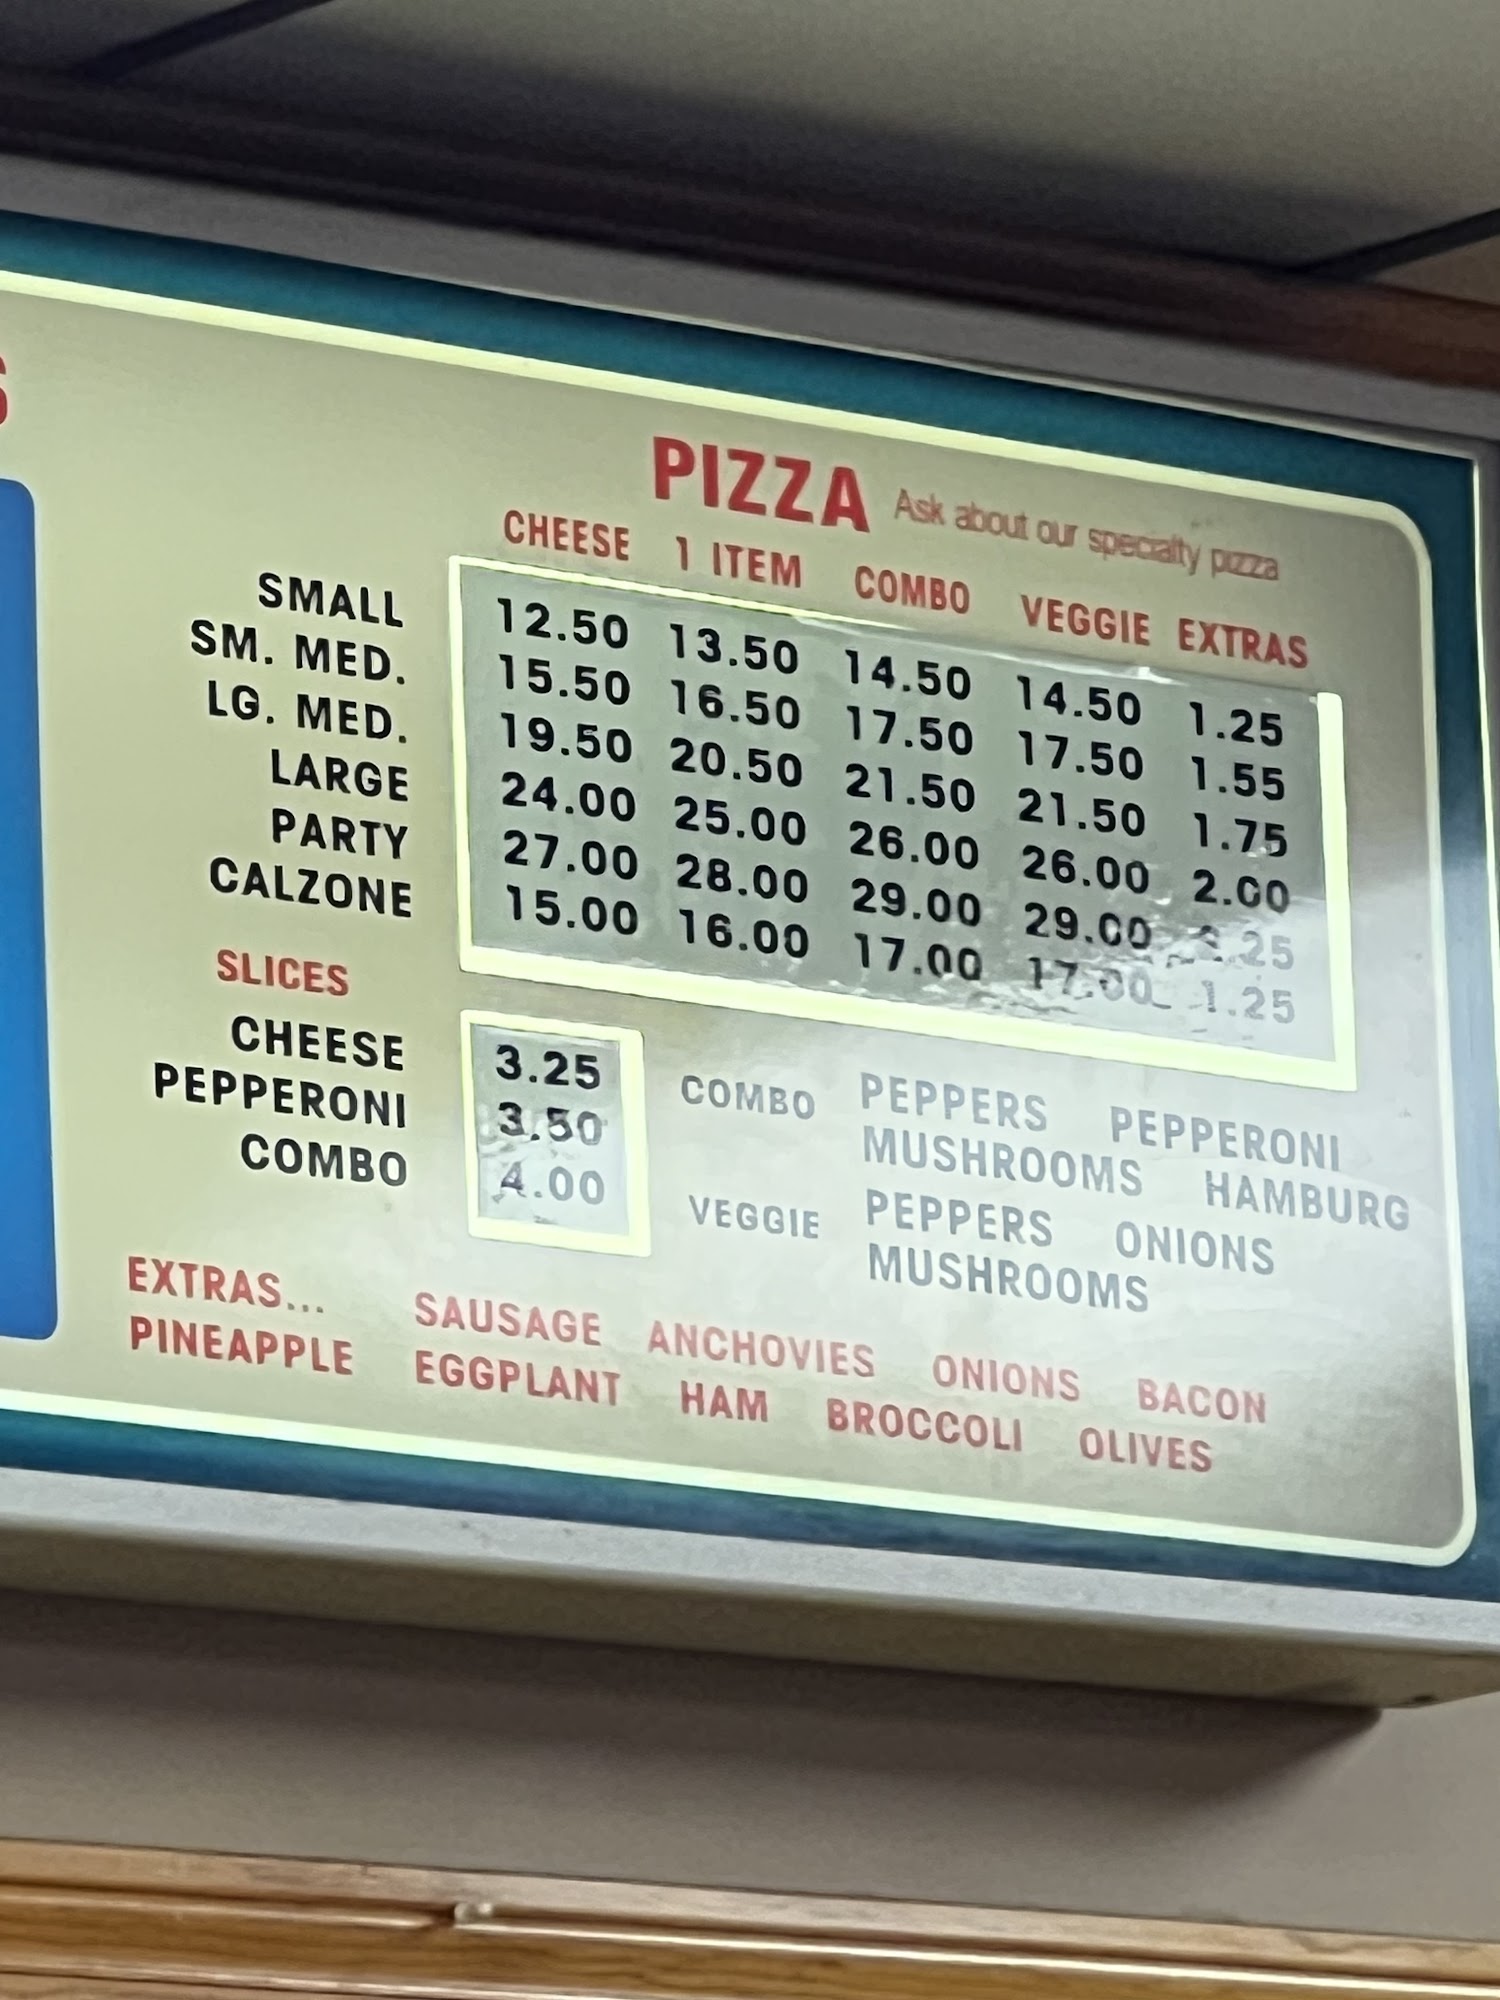 S
PIZZA Ask about our specialty pizza
CHEESE 1 ITEM COMBO VEGGIE EXTRAS
SMALL 12.50 13.50 14.50 14.50 1.25
SM. MED. 15.50 16.50 17.50 17.50 1.55
LG. MED. 19.50 20.50 21.50 21.50 1.75
LARGE 24.00 25.00 26.00 26.00 2.00
PARTY 27.00 28.00 29.00 29.00
CALZONE 15.00 16.00 17.00 17.00 1.25
SLICES
CHEESE 3.25
PEPPERONI 3.50
COMBO 4.00
COMBO PEPPERS PEPPERONI
MUSHROOMS HAMBURG
VEGGIE PEPPERS ONIONS
MUSHROOMS
EXTRAS... SAUSAGE ANCHOVIES ONIONS BACON
PINEAPPLE EGGPLANT HAM BROCCOLI OLIVES